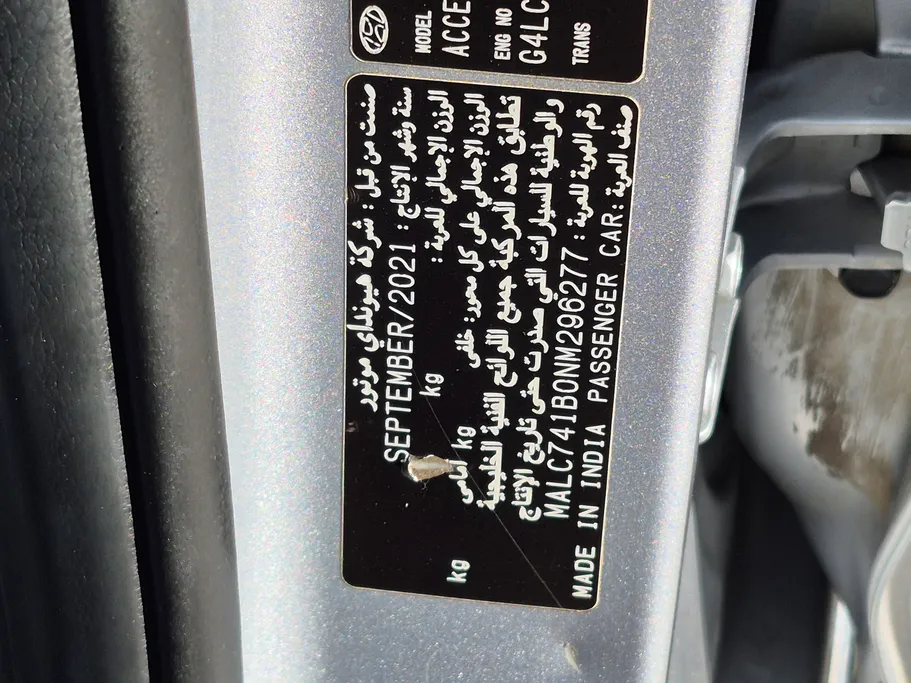 صنعت من قبل : شركة هيونداي موتور
سنة وشهر الإنتاج : SEPTEMBER/2021
الوزن الإجمالي للعربة : kg
الوزن الإجمالي على كل محور: خلفي kg أمامي kg
تطابق هذه المركبة جميع اللوائح الفنية الخليجية
والوطنية للسيارات التي صدرت حتى تاريخ الإنتاج
رقم الهوية للعربة : MALC741B0NM296277
صنف العربة : PASSENGER CAR MADE IN INDIA
MODEL
ACCE
ENG NO
G4LC
TRANS